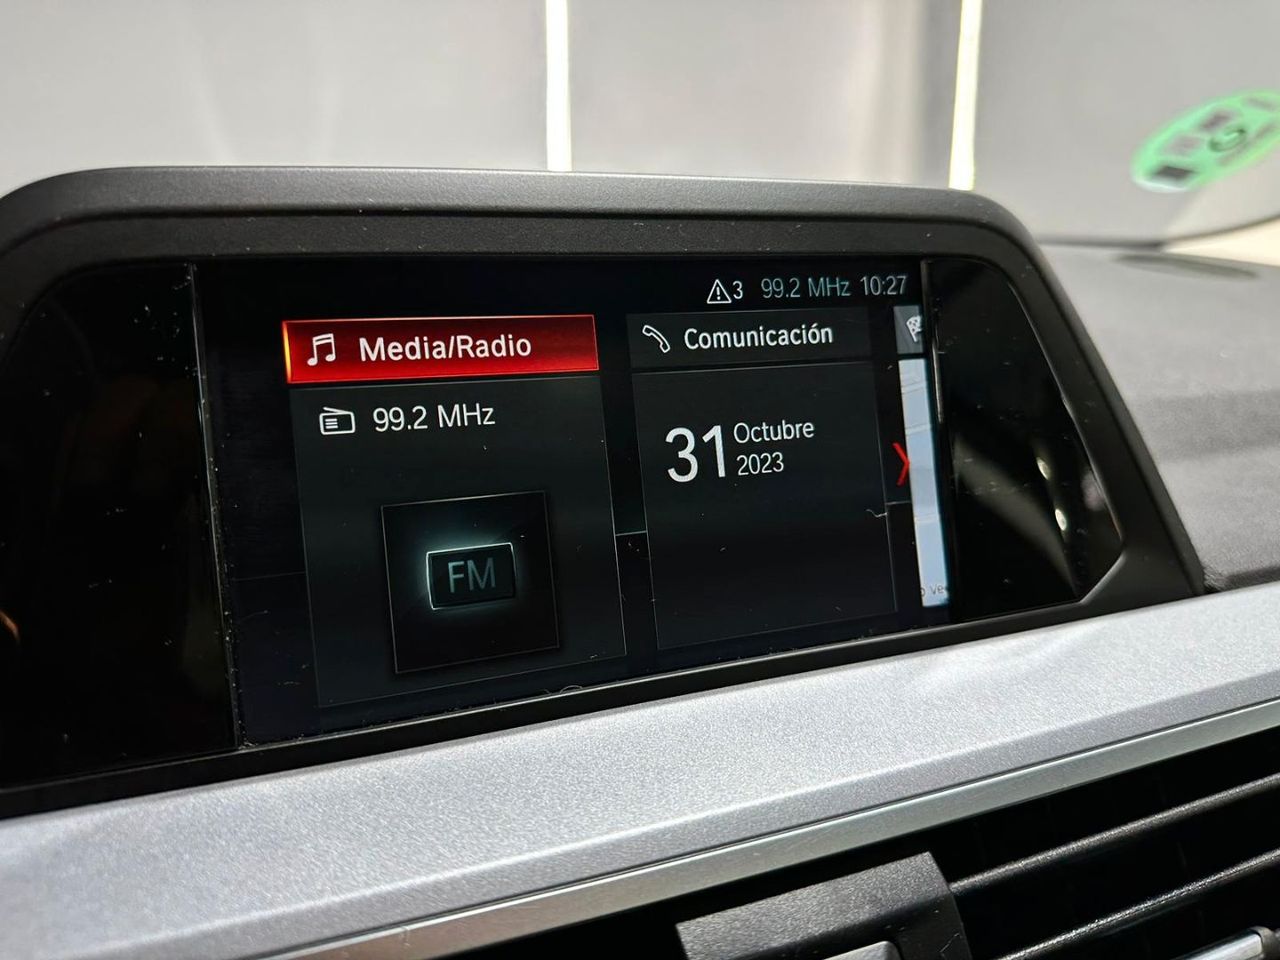 3 99.2 MHz 10:27
Media/Radio
Comunicación
99.2 MHz
31 Octubre
2023
FM